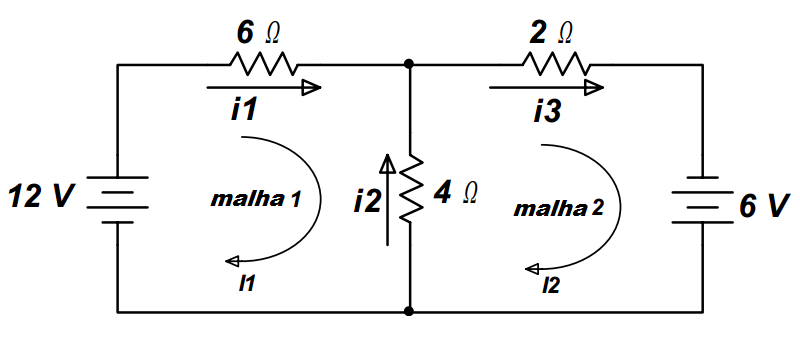 6 Ω
2 Ω
i1
i3
12 V
malha 1
i2
4 Ω
malha 2
6 V
I1
I2